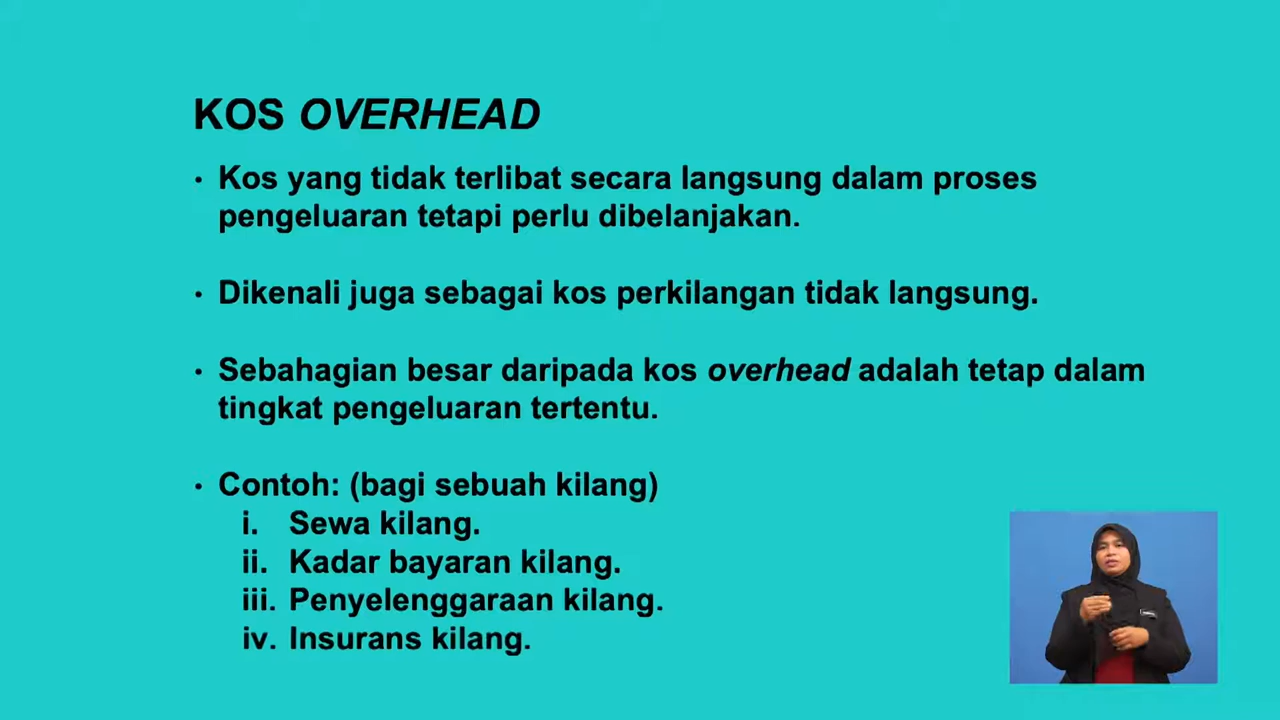 KOS OVERHEAD
• Kos yang tidak terlibat secara langsung dalam proses
pengeluaran tetapi perlu dibelanjakan.
• Dikenali juga sebagai kos perkilangan tidak langsung.
• Sebahagian besar daripada kos overhead adalah tetap dalam
tingkat pengeluaran tertentu.
• Contoh: (bagi sebuah kilang)
i. Sewa kilang.
ii. Kadar bayaran kilang.
iii. Penyelenggaraan kilang.
iv. Insurans kilang.